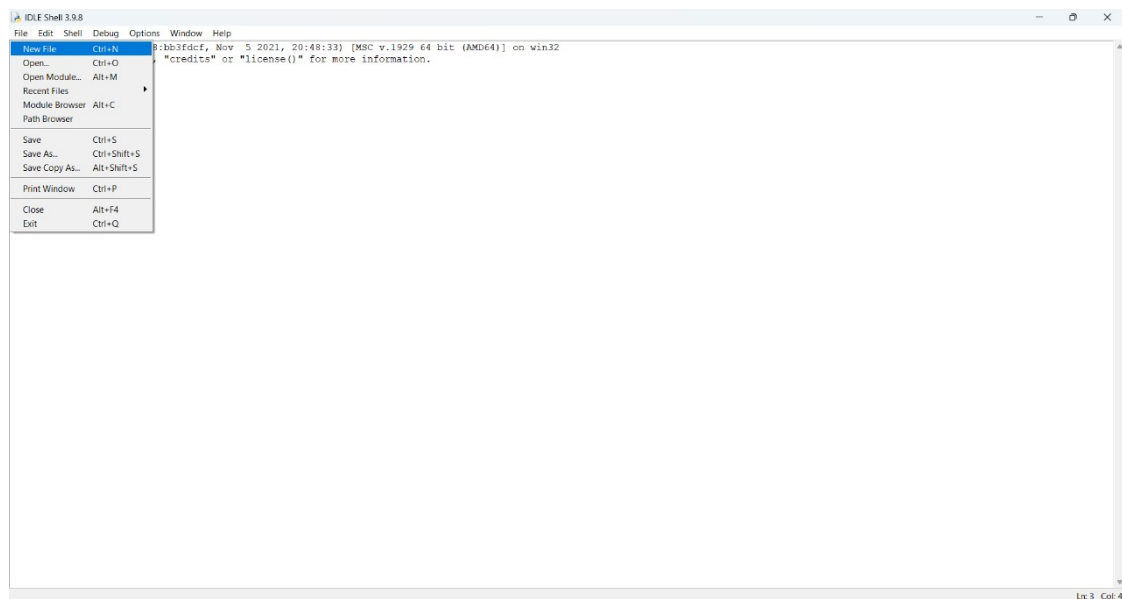 IDLE Shell 3.9.8
File Edit Shell Debug Options Window Help
New File Ctrl+N
8:bb3fdcf, Nov 5 2021, 20:48:33) [MSC v.1929 64 bit (AMD64)] on win32
Open... Ctrl+O
, "credits" or "license()" for more information.
Open Module... Alt+M
Recent Files
Module Browser Alt+C
Path Browser
Save Ctrl+S
Save As... Ctrl+Shift+S
Save Copy As... Alt+Shift+S
Print Window Ctrl+P
Close Alt+F4
Exit Ctrl+Q
Ln: 3 Col: 4